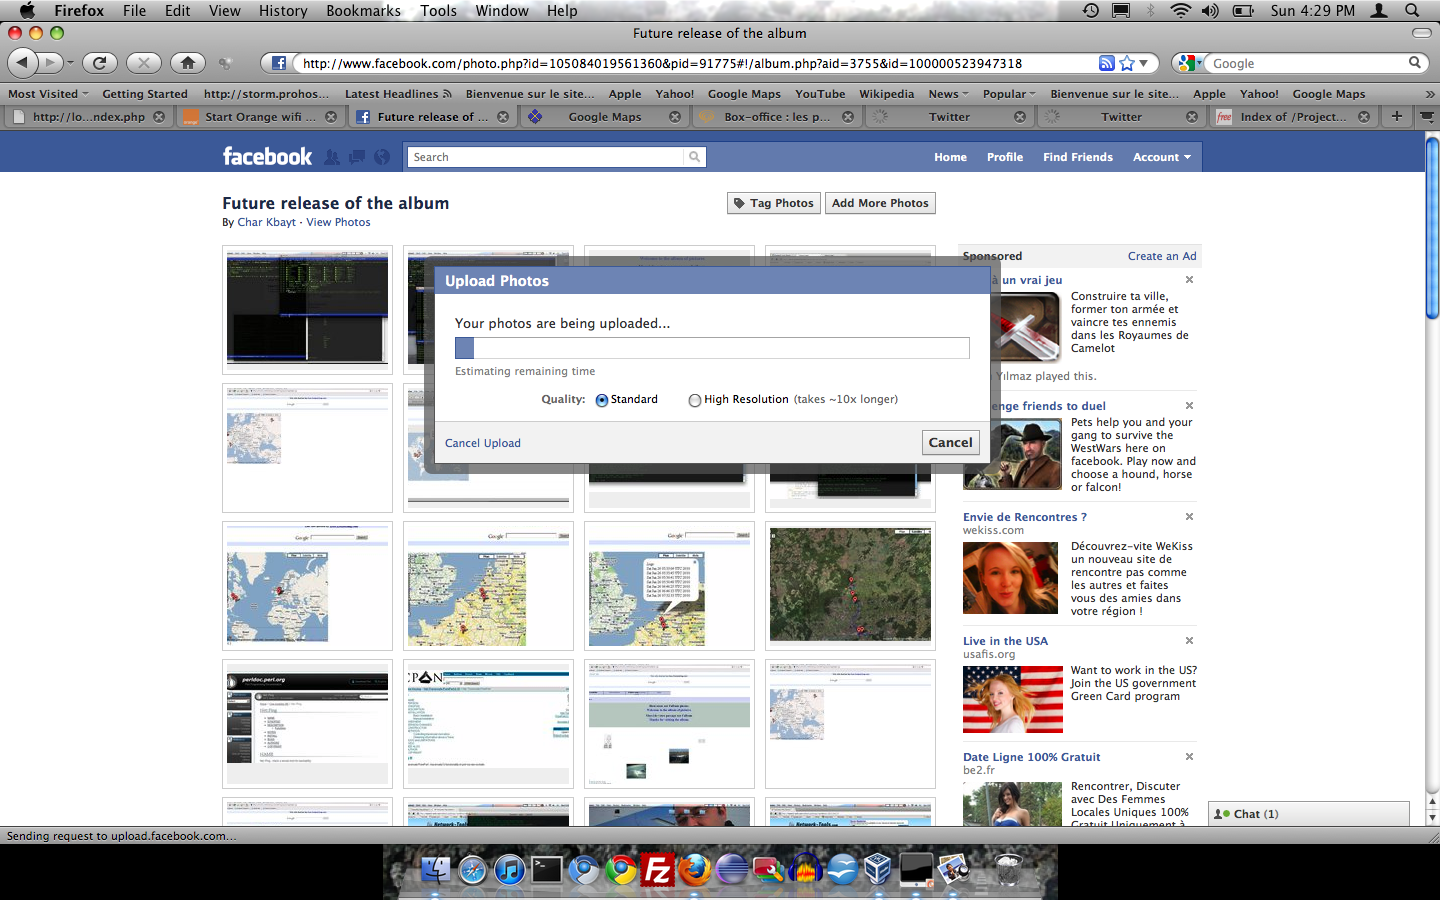 Firefox File Edit View History Bookmarks Tools Window Help Sun 4:29 PM
Future release of the album
http://www.facebook.com/photo.php?id=105084019561360&pid=91775#!/album.php?aid=3755&id=100000523947318
Google
Most Visited Getting Started http://storm.prohos... Latest Headlines Bienvenue sur le site... Apple Yahoo! Google Maps YouTube Wikipedia News Popular Bienvenue sur le site... Apple Yahoo! Google Maps »
http://lo...ndex.php Start Orange wifi ... Future release of ... Google Maps Box-office : les p... Twitter Twitter free Index of /Project...
facebook Search Home Profile Find Friends Account
Future release of the album
By Char Kbayt · View Photos
Tag Photos Add More Photos
Upload Photos
Your photos are being uploaded...
Estimating remaining time
Quality: Standard High Resolution (takes ~10x longer)
Cancel Upload Cancel
Sponsored Create an Ad
à un vrai jeu
Construire ta ville,
former ton armée et
vaincre tes ennemis
dans les Royaumes de
Camelot
Yılmaz played this.
enge friends to duel
Pets help you and your
gang to survive the
WestWars here on
facebook. Play now and
choose a hound, horse
or falcon!
Envie de Rencontres ?
wekiss.com
Découvrez-vite WeKiss
un nouveau site de
rencontre pas comme
les autres et faites
vous des amies dans
votre région !
Live in the USA
usafis.org
Want to work in the US?
Join the US government
Green Card program
Date Ligne 100% Gratuit
be2.fr
Rencontrer, Discuter
avec Des Femmes
Locales Uniques 100%
Gratuit Uniquement à
perldoc.perl.org
Chat (1)
Sending request to upload.facebook.com...
Fz